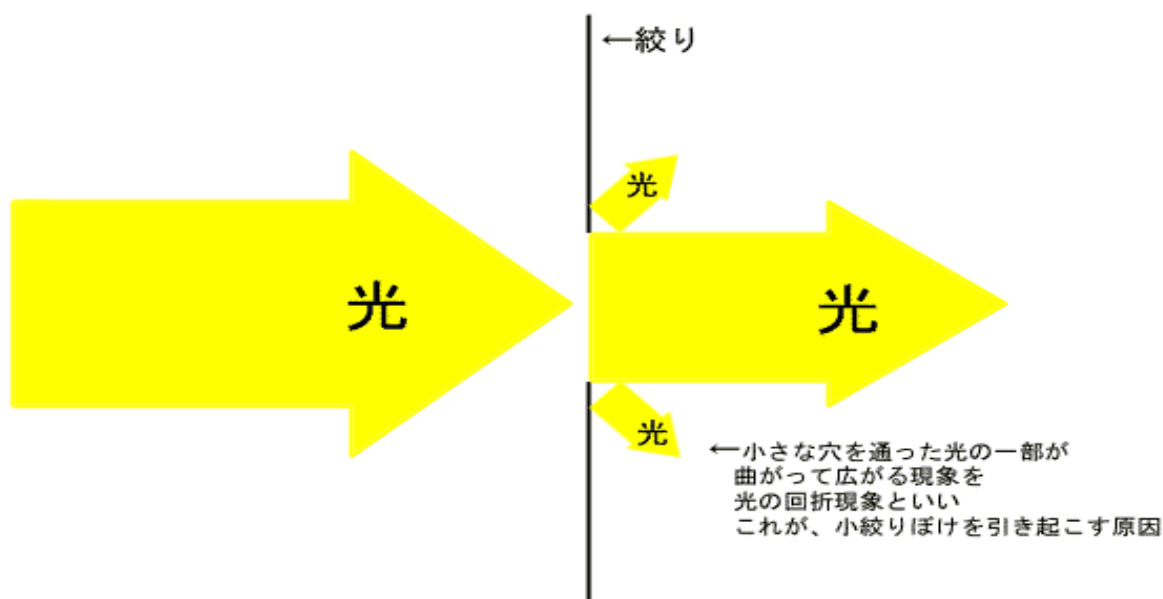 ←絞り
光
光
光
光
←小さな穴を通った光の一部が
曲がって広がる現象を
光の回折現象といい
これが、小絞りぼけを引き起こす原因